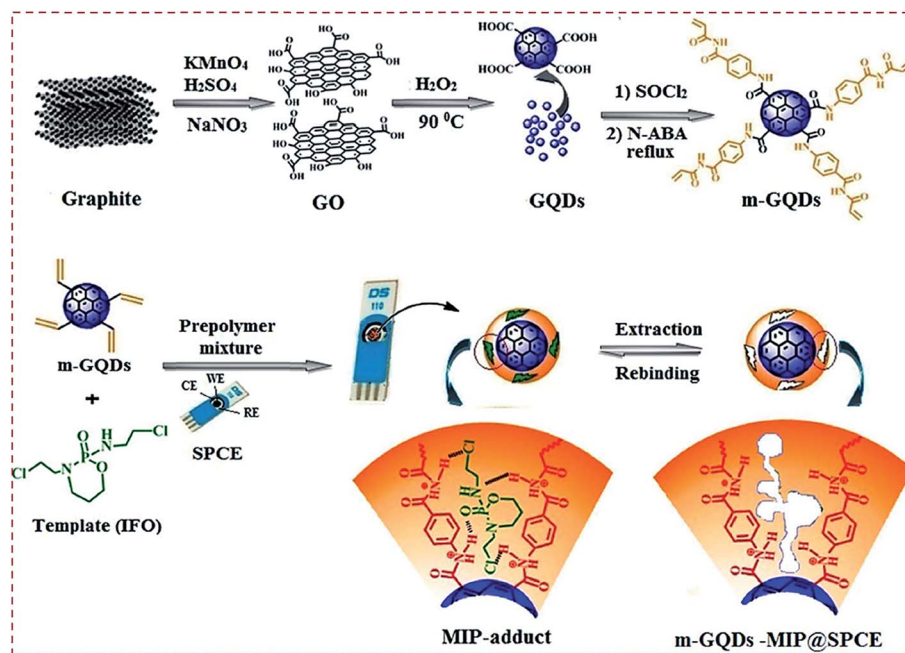 KMnO4
H2SO4
NaNO3
H2O2
90 ⁰C
1) SOCl2
2) N-ABA
reflux
Graphite
GO
GQDs
m-GQDs
COOH
HOOC
COOH
HOOC
COOH
m-GQDs
+
Template (IFO)
Prepolymer
mixture
CE
WE
RE
SPCE
DS
110
Extraction
Rebinding
MIP-adduct
m-GQDs -MIP@SPCE